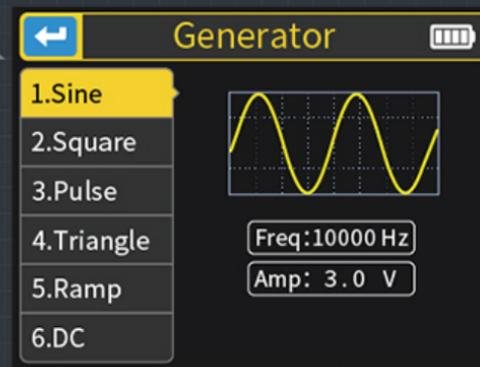 Generator
1.Sine
2.Square
3.Pulse
4.Triangle
5.Ramp
6.DC
Freq:10000 Hz
Amp: 3.0 V